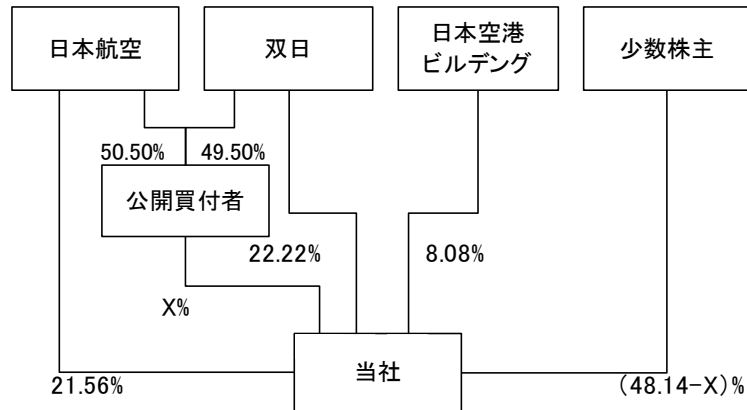 日本航空
双日
日本空港
ビルデング
少数株主
50.50%
49.50%
公開買付者
22.22%
8.08%
X%
当社
21.56%
(48.14-X)%